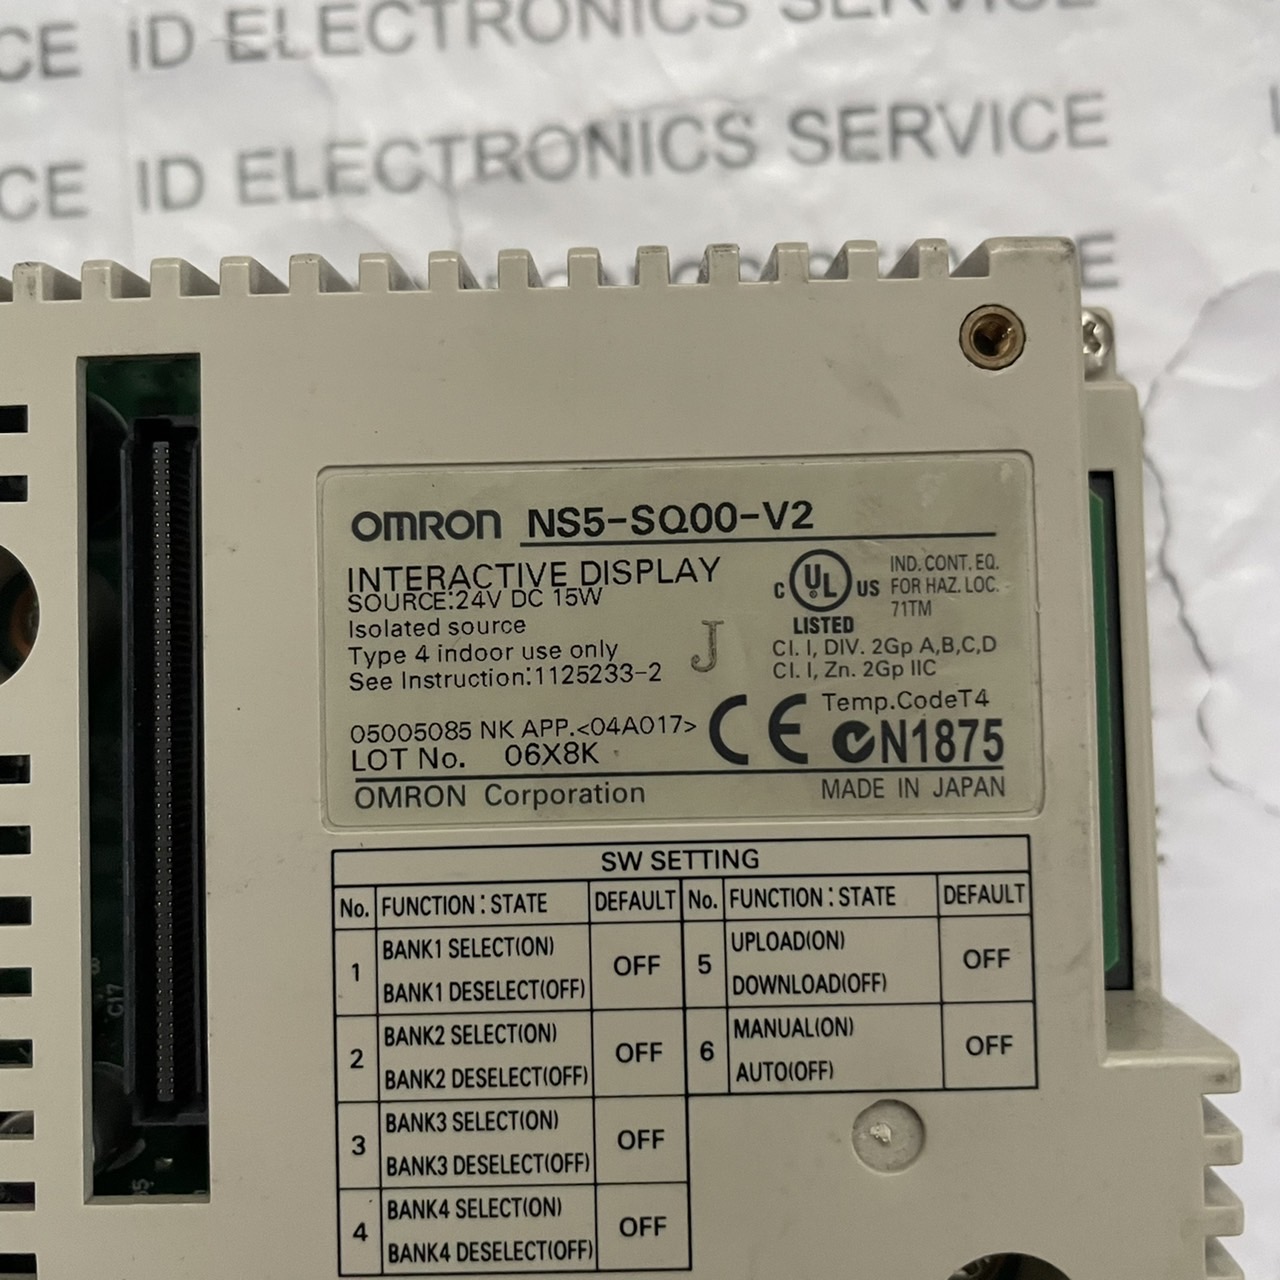 CE ID ELECTRONICS SERVICE
CE ID ELECTRONICS SERVICE
OMRON NS5-SQ00-V2
INTERACTIVE DISPLAY
SOURCE:24V DC 15W
Isolated source
Type 4 indoor use only
See Instruction:1125233-2
J
C UL US
LISTED
IND. CONT. EQ.
FOR HAZ. LOC.
71TM
Cl. I, DIV. 2Gp A,B,C,D
Cl. I, Zn. 2Gp IIC
Temp.CodeT4
05005085 NK APP.<04A017>
CE
N1875
LOT No. 06X8K
OMRON Corporation
MADE IN JAPAN
SW SETTING
No. FUNCTION : STATE DEFAULT No. FUNCTION : STATE DEFAULT
1 BANK1 SELECT(ON) BANK1 DESELECT(OFF) OFF
5 UPLOAD(ON) DOWNLOAD(OFF) OFF
2 BANK2 SELECT(ON) BANK2 DESELECT(OFF) OFF
6 MANUAL(ON) AUTO(OFF) OFF
3 BANK3 SELECT(ON) BANK3 DESELECT(OFF) OFF
4 BANK4 SELECT(ON) BANK4 DESELECT(OFF) OFF
C17